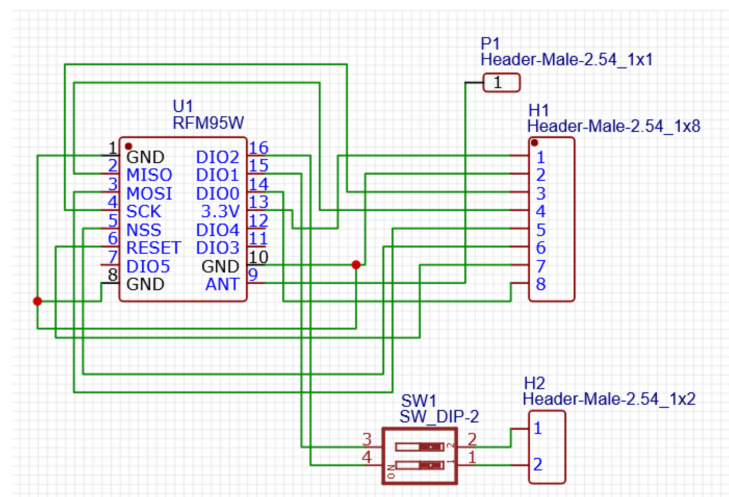 P1
Header-Male-2.54_1x1
1
U1
RFM95W
H1
Header-Male-2.54_1x8
1 GND DIO2 16
2 MISO DIO1 15
3 MOSI DIO0 14
4 SCK 3.3V 13
5 NSS DIO4 12
6 RESET DIO3 11
7 DIO5 GND 10
8 GND ANT 9
1
2
3
4
5
6
7
8
SW1
SW_DIP-2
H2
Header-Male-2.54_1x2
3 2 2
4 ON 1 1
1
2